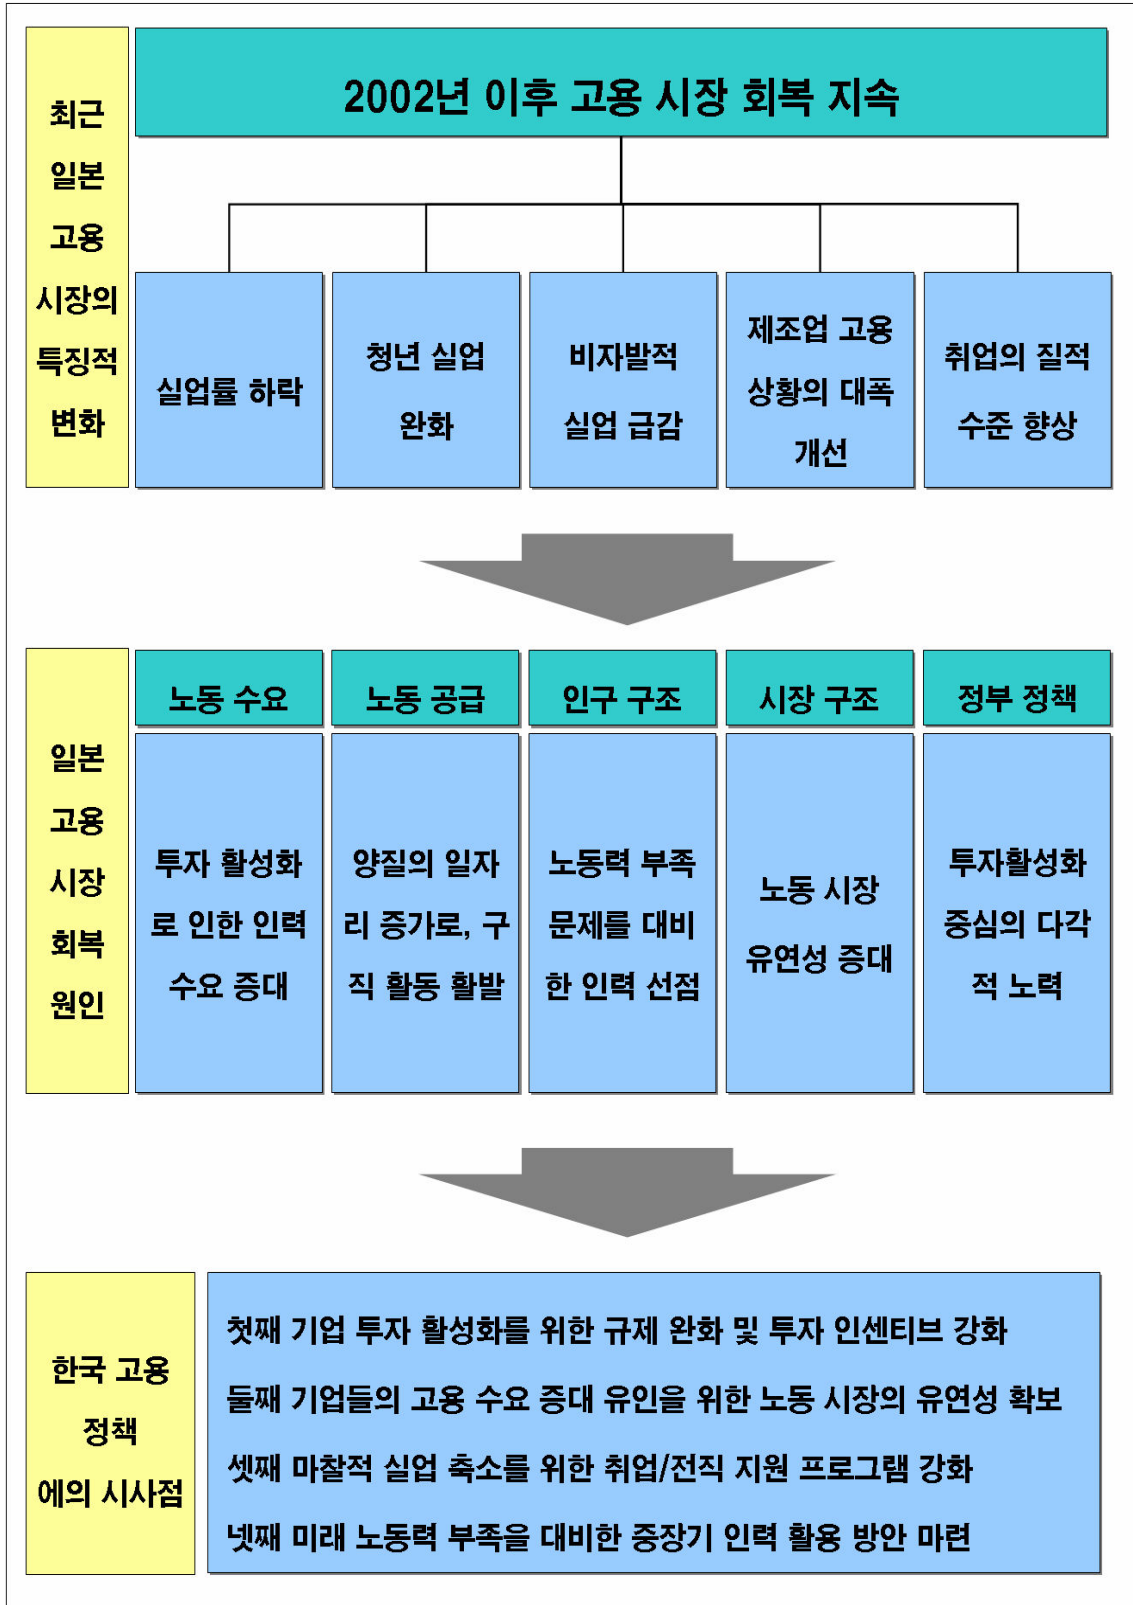 최근
일본
고용
시장의
특징적
변화
2002년 이후 고용 시장 회복 지속
실업률 하락
청년 실업
완화
비자발적
실업 급감
제조업 고용
상황의 대폭
개선
취업의 질적
수준 향상
일본
고용
시장
회복
원인
노동 수요
투자 활성화
로 인한 인력
수요 증대
노동 공급
양질의 일자
리 증가로, 구
직 활동 활발
인구 구조
노동력 부족
문제를 대비
한 인력 선점
시장 구조
노동 시장
유연성 증대
정부 정책
투자활성화
중심의 다각
적 노력
한국 고용
정책
에의 시사점
첫째 기업 투자 활성화를 위한 규제 완화 및 투자 인센티브 강화
둘째 기업들의 고용 수요 증대 유인을 위한 노동 시장의 유연성 확보
셋째 마찰적 실업 축소를 위한 취업/전직 지원 프로그램 강화
넷째 미래 노동력 부족을 대비한 중장기 인력 활용 방안 마련